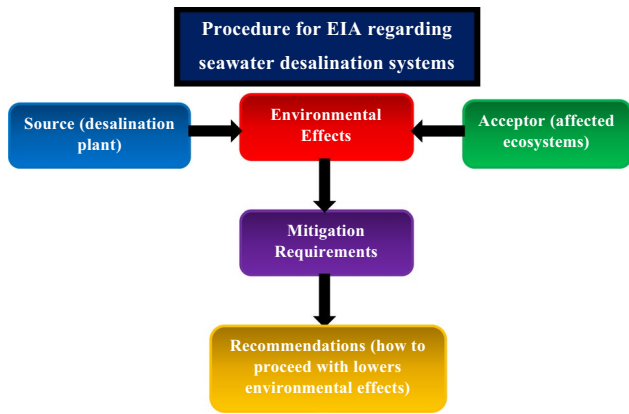 Procedure for EIA regarding
seawater desalination systems
Source (desalination
plant)
Environmental
Effects
Acceptor (affected
ecosystems)
Mitigation
Requirements
Recommendations (how to
proceed with lowers
environmental effects)